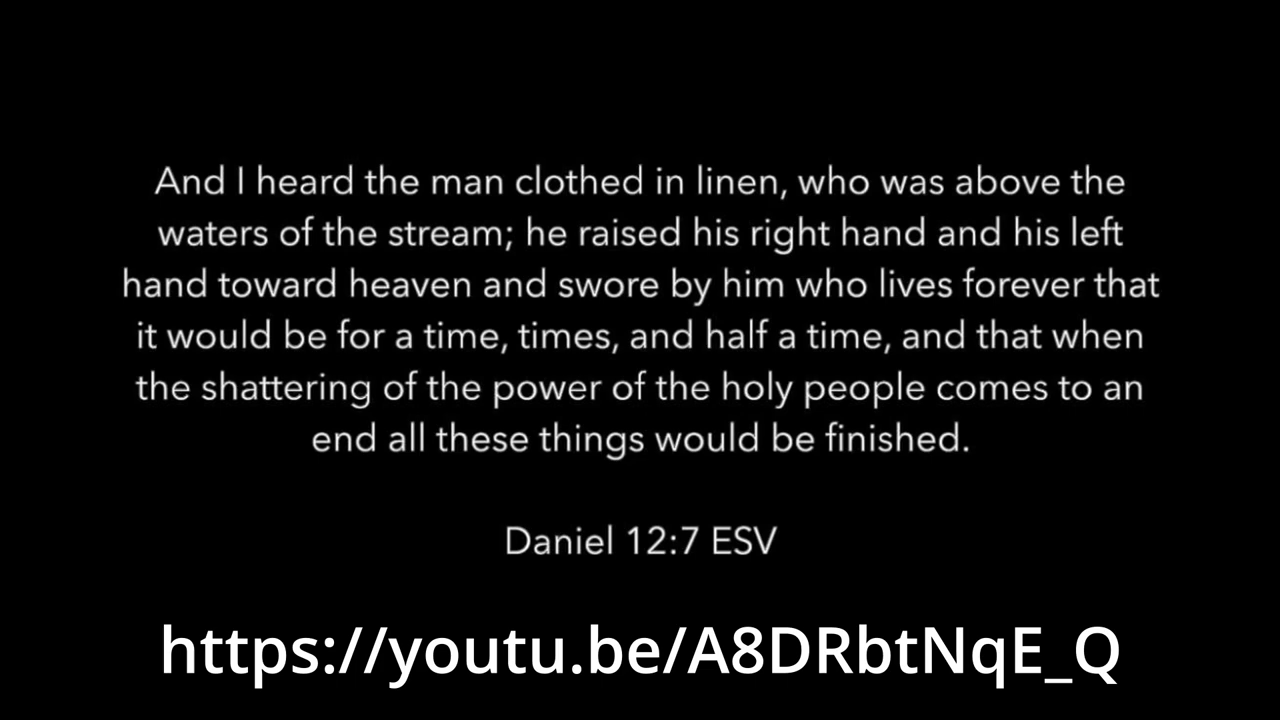 And I heard the man clothed in linen, who was above the
waters of the stream; he raised his right hand and his left
hand toward heaven and swore by him who lives forever that
it would be for a time, times, and half a time, and that when
the shattering of the power of the holy people comes to an
end all these things would be finished.
Daniel 12:7 ESV
https://youtu.be/A8DRbtNqE_Q